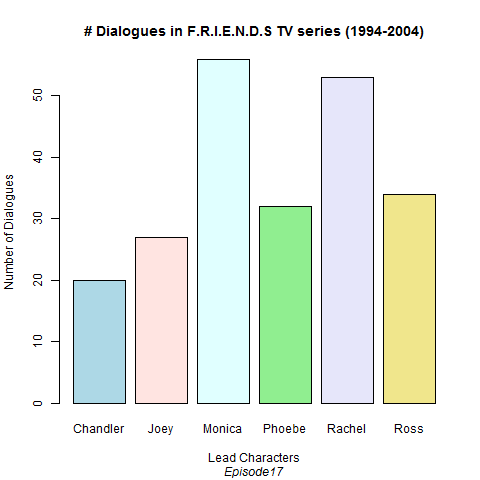 # Dialogues in F.R.I.E.N.D.S TV series (1994-2004)
Number of Dialogues
50
40
30
20
10
0
Chandler Joey Monica Phoebe Rachel Ross
Lead Characters
Episode17